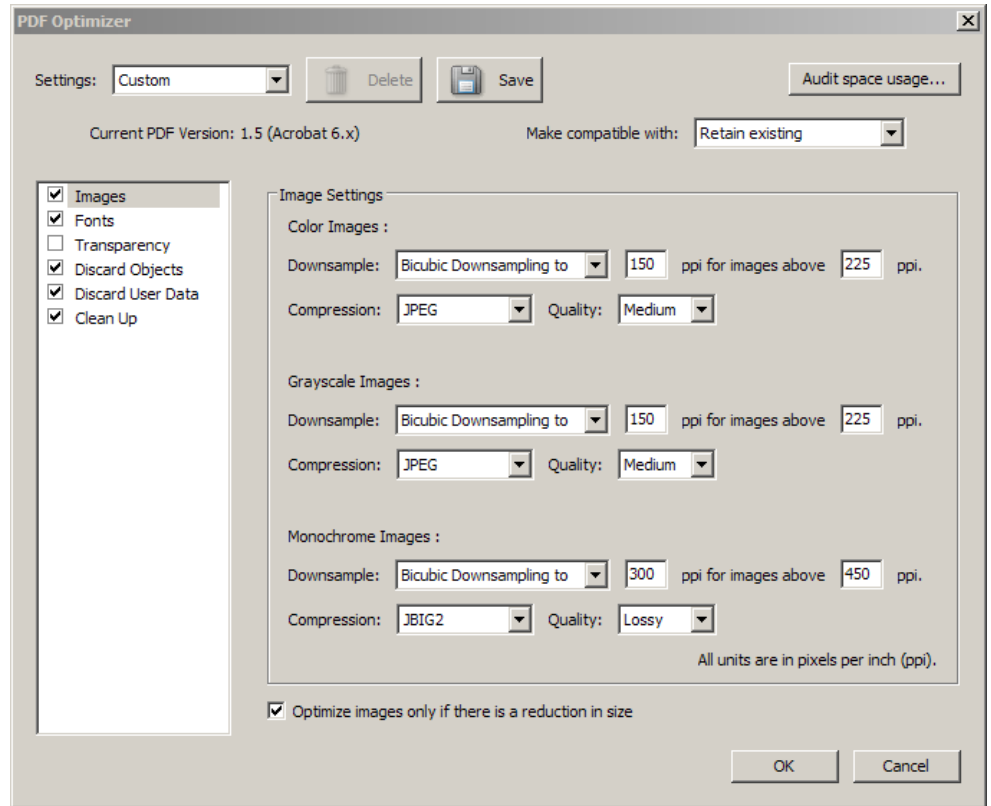 PDF Optimizer
Settings: Custom Delete Save Audit space usage...
Current PDF Version: 1.5 (Acrobat 6.x) Make compatible with: Retain existing
Images
Fonts
Transparency
Discard Objects
Discard User Data
Clean Up
Image Settings
Color Images :
Downsample: Bicubic Downsampling to 150 ppi for images above 225 ppi.
Compression: JPEG Quality: Medium
Grayscale Images :
Downsample: Bicubic Downsampling to 150 ppi for images above 225 ppi.
Compression: JPEG Quality: Medium
Monochrome Images :
Downsample: Bicubic Downsampling to 300 ppi for images above 450 ppi.
Compression: JBIG2 Quality: Lossy
All units are in pixels per inch (ppi).
Optimize images only if there is a reduction in size
OK Cancel